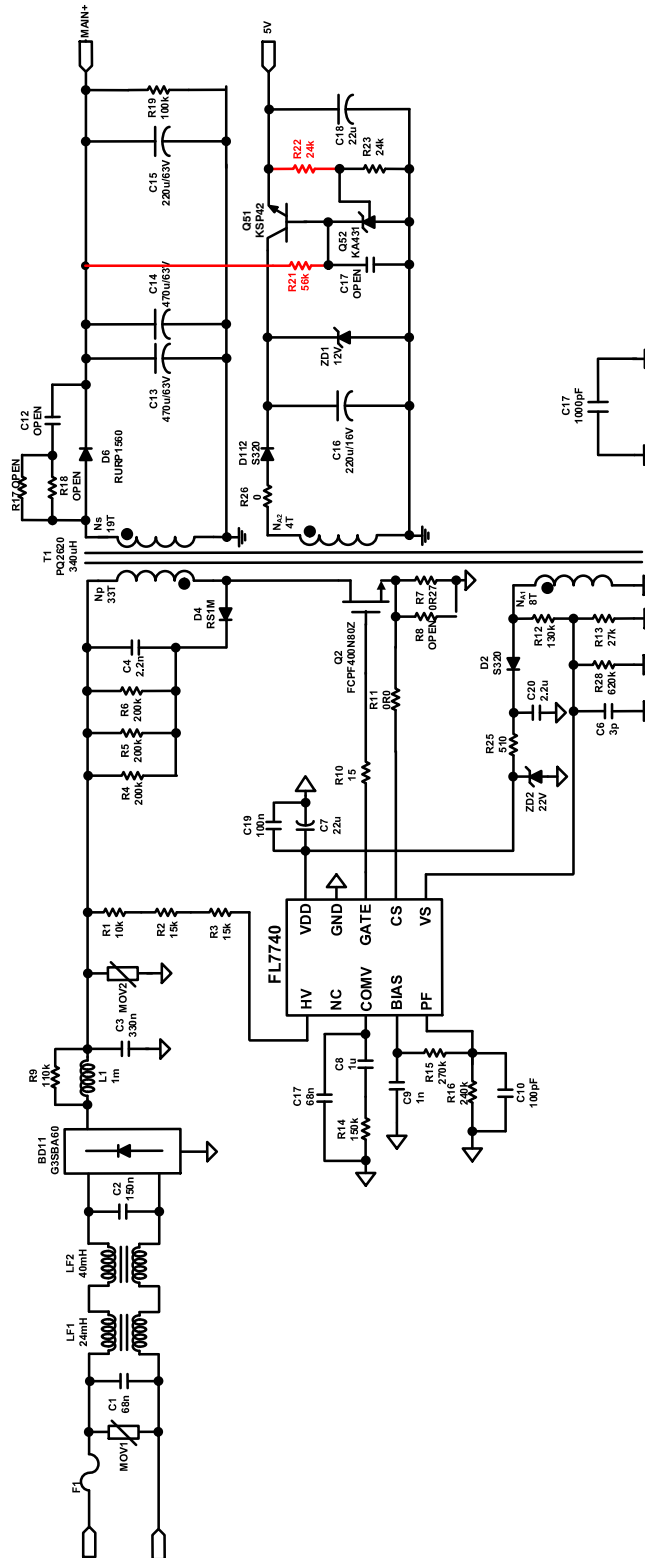 F1
MOV1
C1
68n
LF1
24mH
LF2
40mH
C2
150n
BD11
G3SBA60
R9
110k
L1
1m
C3
330n
MOV2
R1
10k
R2
15k
R3
15k
R4
200k
R5
200k
R6
200k
C4
2.2n
D4
RS1M
Np
33T
T1
PQ2620
340uH
Ns
19T
R17 OPEN
R18
OPEN
C12
OPEN
D6
RURP1560
C13
470u/63V
C14
470u/63V
C15
220u/63V
R19
100k
MAIN+
NA2
4T
R26
0
D112
S320
C16
220u/16V
ZD1
12V
R21
56k
C17
OPEN
Q51
KSP42
Q52
KA431
R22
24k
R23
24k
C18
22u
5V
C17
1000pF
Q2
FCPF400N80Z
R7
0R27
R8
OPEN
R11
0R0
R10
15
C19
100n
C7
22u
FL7740
HV
NC
COMV
BIAS
PF
VDD
GND
GATE
CS
VS
C17
68n
C8
1u
R14
150k
C9
1n
R15
270k
R16
240k
C10
100pF
NA1
8T
D2
S320
R12
130k
R13
27k
R28
620k
C6
3p
C20
2.2u
R25
510
ZD2
22V